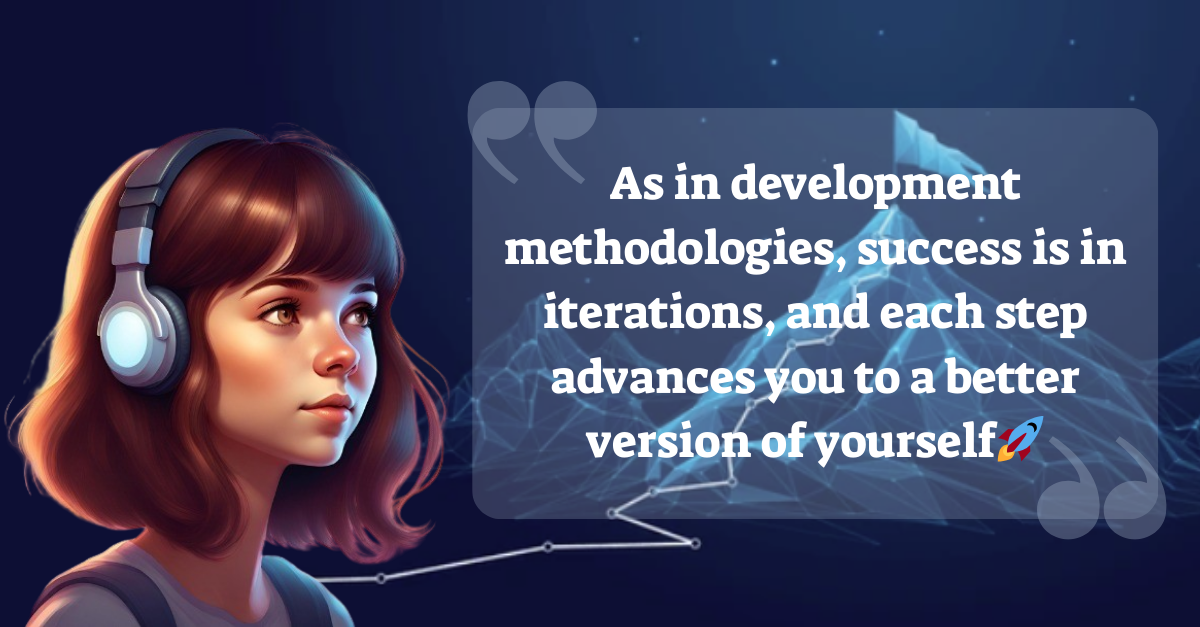 As in development
methodologies, success is in
iterations, and each step
advances you to a better
version of yourself🚀